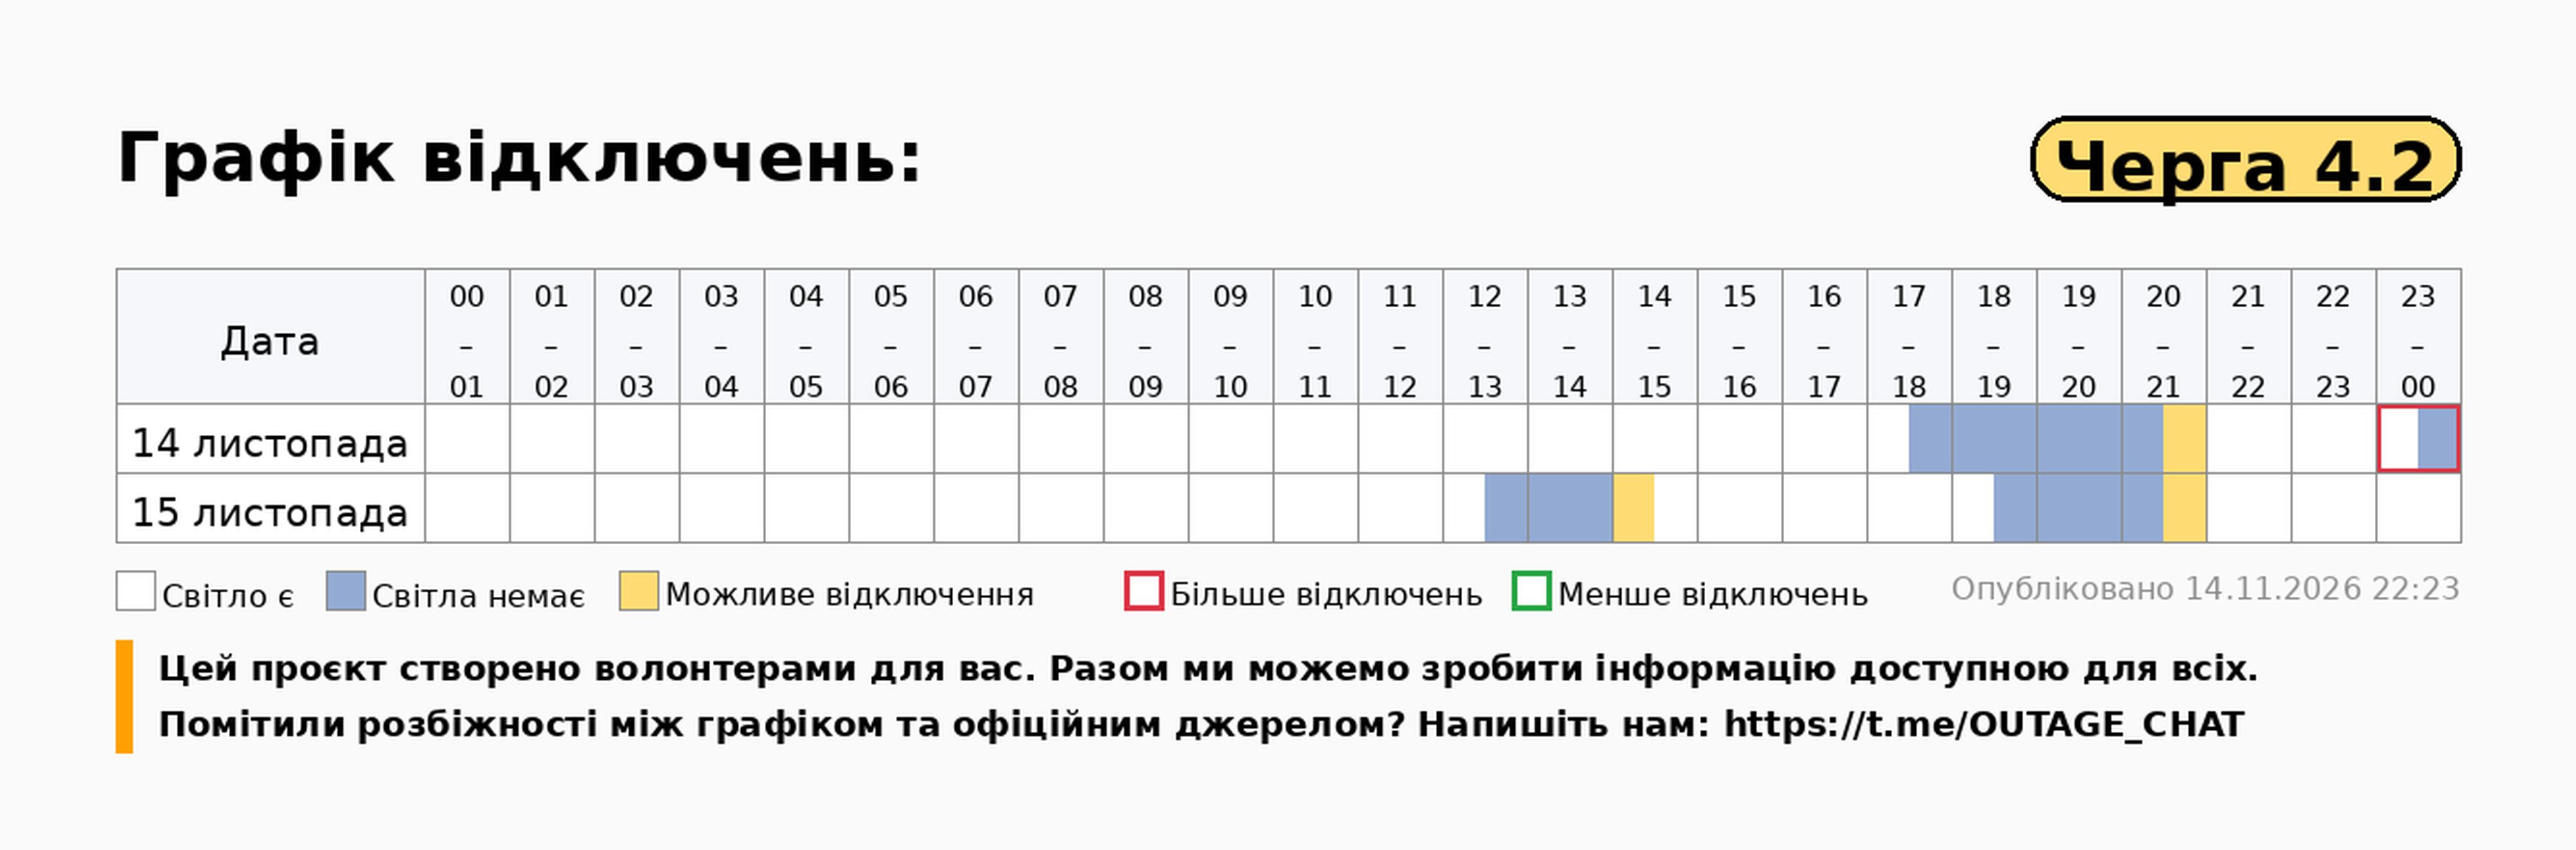 Графік відключень:
Черга 4.2
Дата
00 – 01
01 – 02
02 – 03
03 – 04
04 – 05
05 – 06
06 – 07
07 – 08
08 – 09
09 – 10
10 – 11
11 – 12
12 – 13
13 – 14
14 – 15
15 – 16
16 – 17
17 – 18
18 – 19
19 – 20
20 – 21
21 – 22
22 – 23
23 – 00
14 листопада
15 листопада
Світло є
Світла немає
Можливе відключення
Більше відключень
Менше відключень
Опубліковано 14.11.2026 22:23
Цей проєкт створено волонтерами для вас. Разом ми можемо зробити інформацію доступною для всіх.
Помітили розбіжності між графіком та офіційним джерелом? Напишіть нам: https://t.me/OUTAGE_CHAT